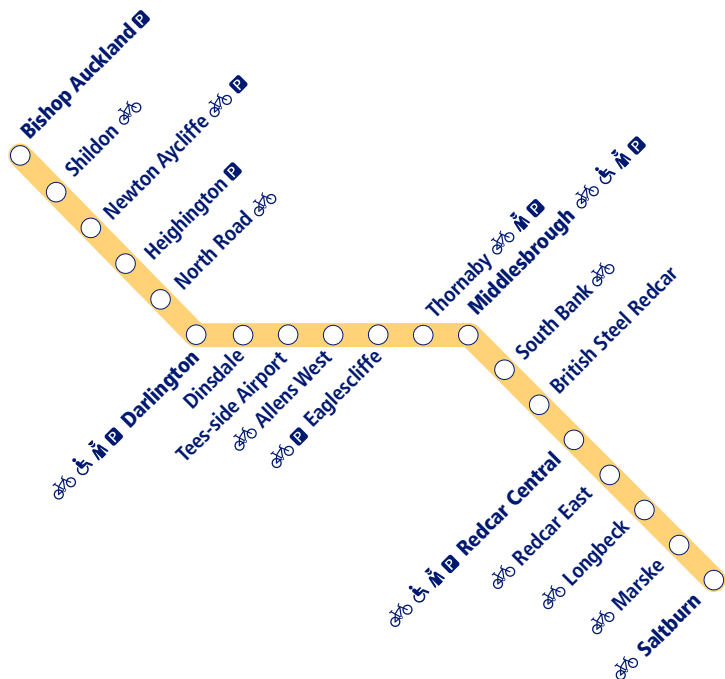 Bishop Auckland P
Shildon
Newton Aycliffe P
Heighington P
North Road
Darlington P
Dinsdale
Tees-side Airport
Allens West
Eaglescliffe P
Thornaby P
Middlesbrough P
South Bank
British Steel Redcar
Redcar Central P
Redcar East
Longbeck
Marske
Saltburn